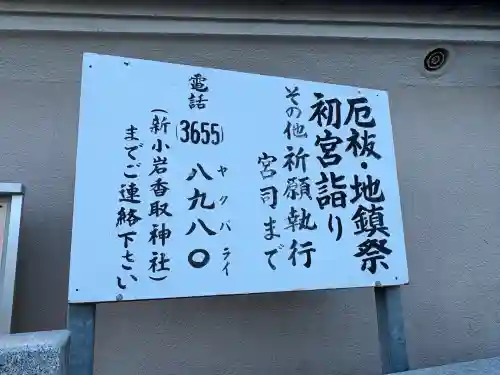 厄祓・地鎮祭
初宮詣り
その他祈願執行
宮司まで
電話
(3655)
八九八〇
ヤクバライ
(新小岩香取神社)
までご連絡下さい